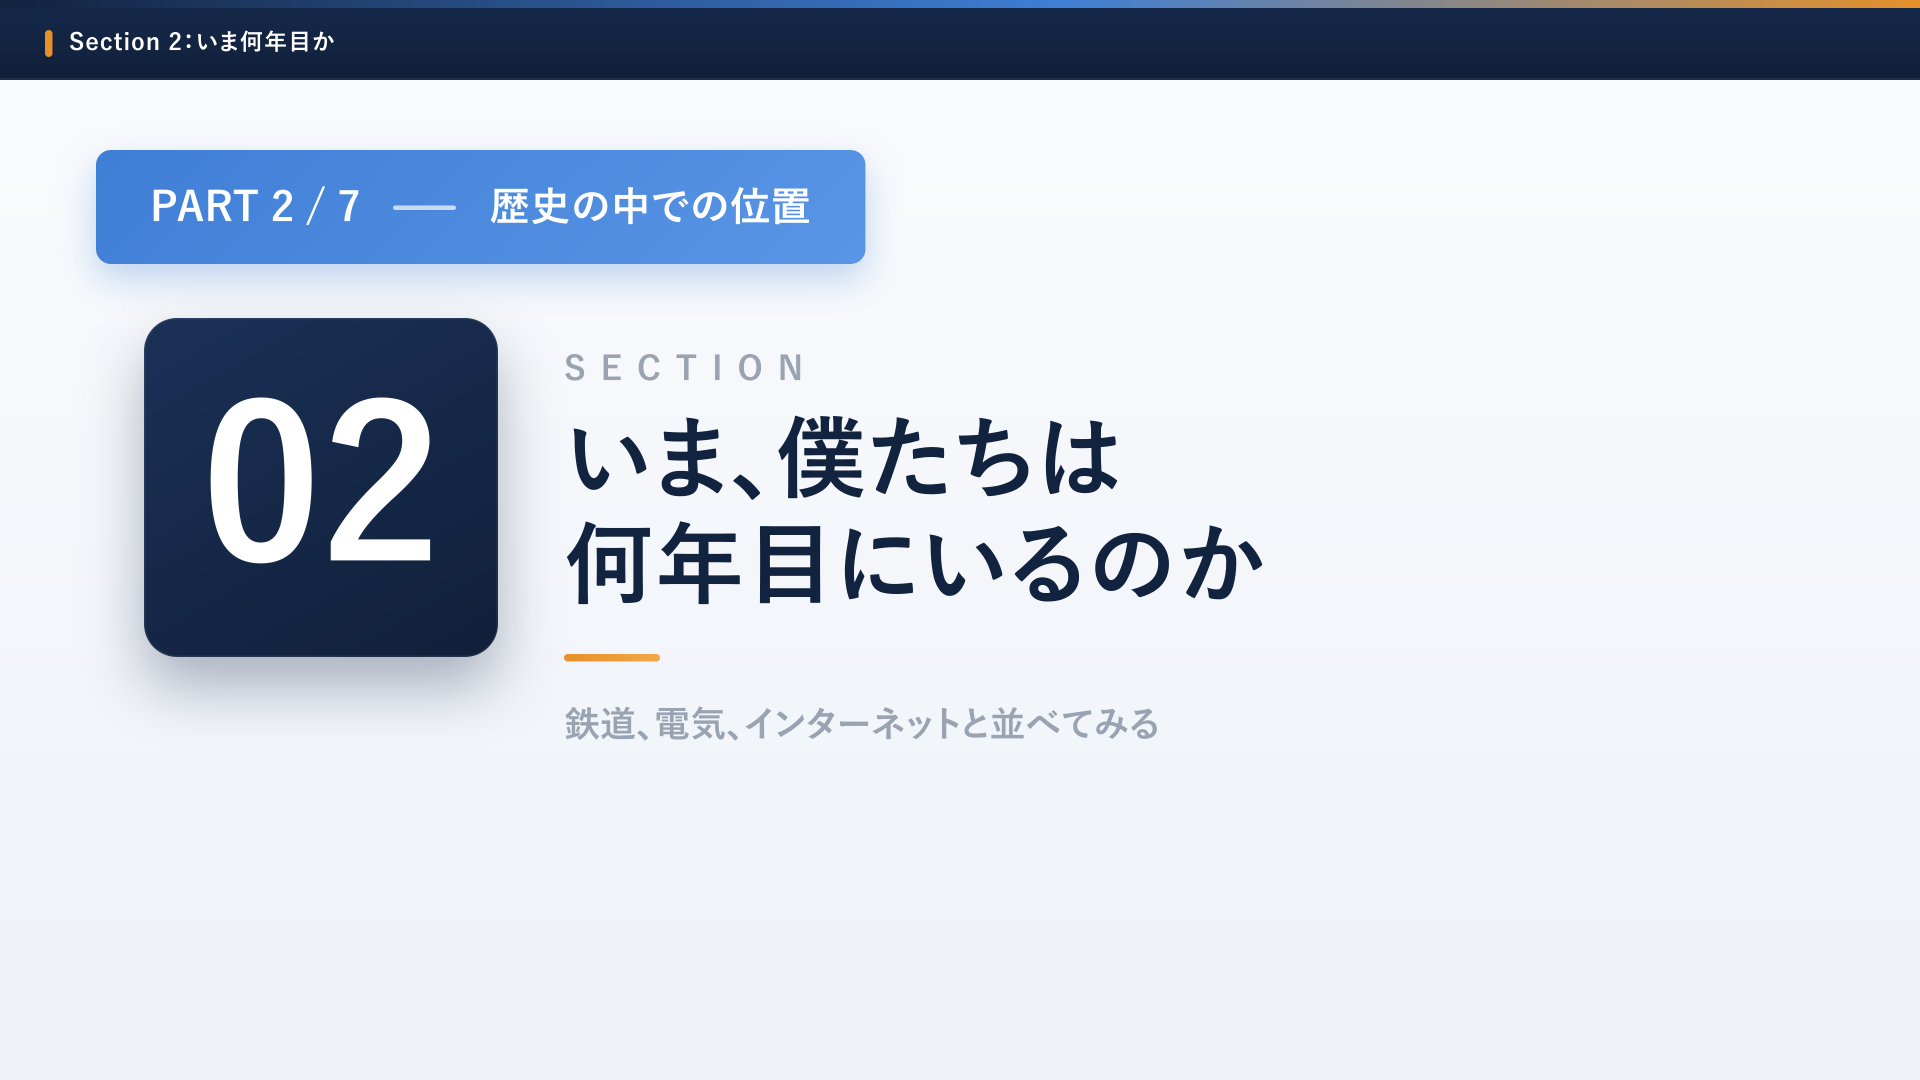 Section 2：いま何年目か
PART 2 / 7 — 歴史の中での位置
02
SECTION
いま、僕たちは
何年目にいるのか
鉄道、電気、インターネットと並べてみる